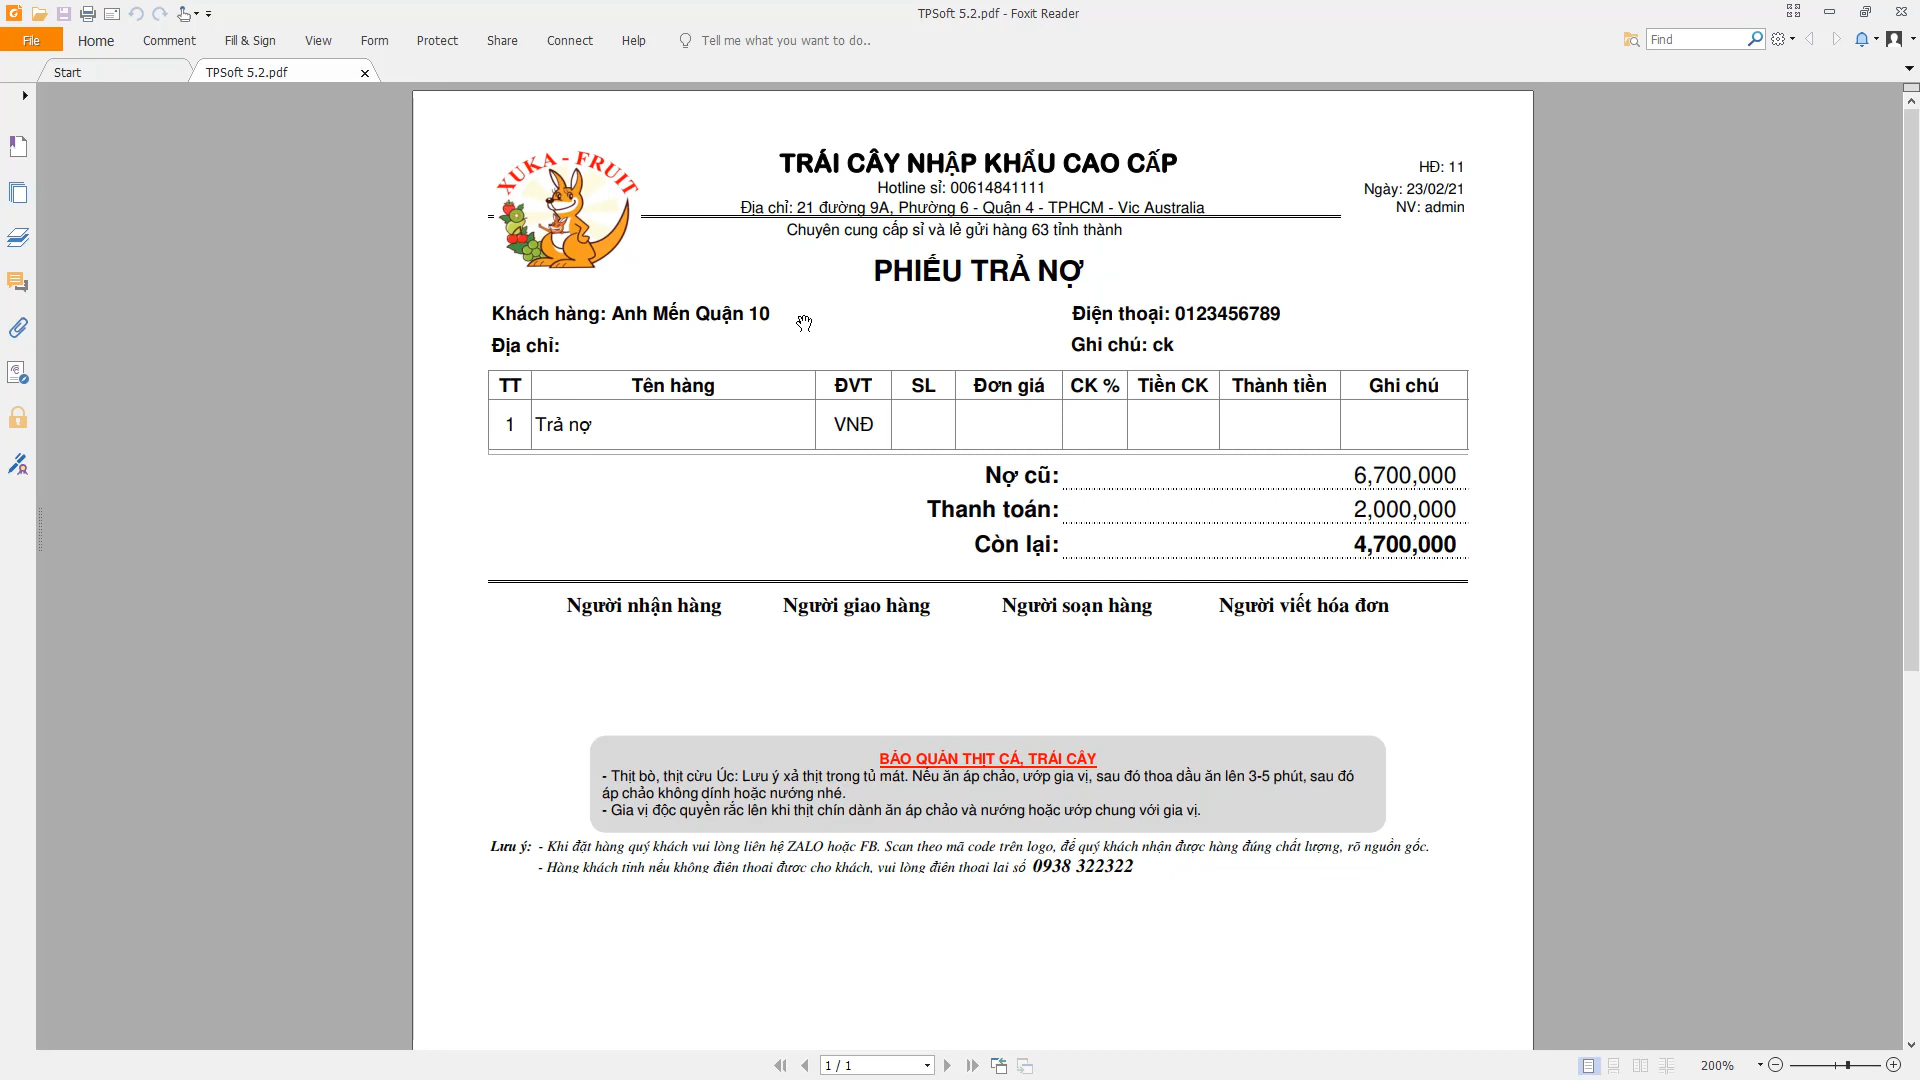 TPSoft 5.2.pdf - Foxit Reader
File Home Comment Fill & Sign View Form Protect Share Connect Help Tell me what you want to do.. Find
Start TPSoft 5.2.pdf
XUKA - FRUIT
TRÁI CÂY NHẬP KHẨU CAO CẤP
HĐ: 11
Hotline sỉ: 00614841111
Ngày: 23/02/21
Địa chỉ: 21 đường 9A, Phường 6 - Quận 4 - TPHCM - Vic Australia
NV: admin
Chuyên cung cấp sỉ và lẻ gửi hàng 63 tỉnh thành
PHIẾU TRẢ NỢ
Khách hàng: Anh Mến Quận 10 Điện thoại: 0123456789
Địa chỉ: Ghi chú: ck
TT Tên hàng ĐVT SL Đơn giá CK % Tiền CK Thành tiền Ghi chú
1 Trả nợ VNĐ
Nợ cũ: 6,700,000
Thanh toán: 2,000,000
Còn lại: 4,700,000
Người nhận hàng Người giao hàng Người soạn hàng Người viết hóa đơn
BẢO QUẢN THỊT CÁ, TRÁI CÂY
- Thịt bò, thịt cừu Úc: Lưu ý xả thịt trong tủ mát. Nếu ăn áp chảo, ướp gia vị, sau đó thoa dầu ăn lên 3-5 phút, sau đó
áp chảo không dính hoặc nướng nhé.
- Gia vị độc quyền rắc lên khi thịt chín dành ăn áp chảo và nướng hoặc ướp chung với gia vị.
Lưu ý: - Khi đặt hàng quý khách vui lòng liên hệ ZALO hoặc FB. Scan theo mã code trên logo, để quý khách nhận được hàng đúng chất lượng, rõ nguồn gốc.
- Hàng khách tỉnh nếu không điện thoại được cho khách, vui lòng điện thoại lại số 0938 322322
1 / 1 200%